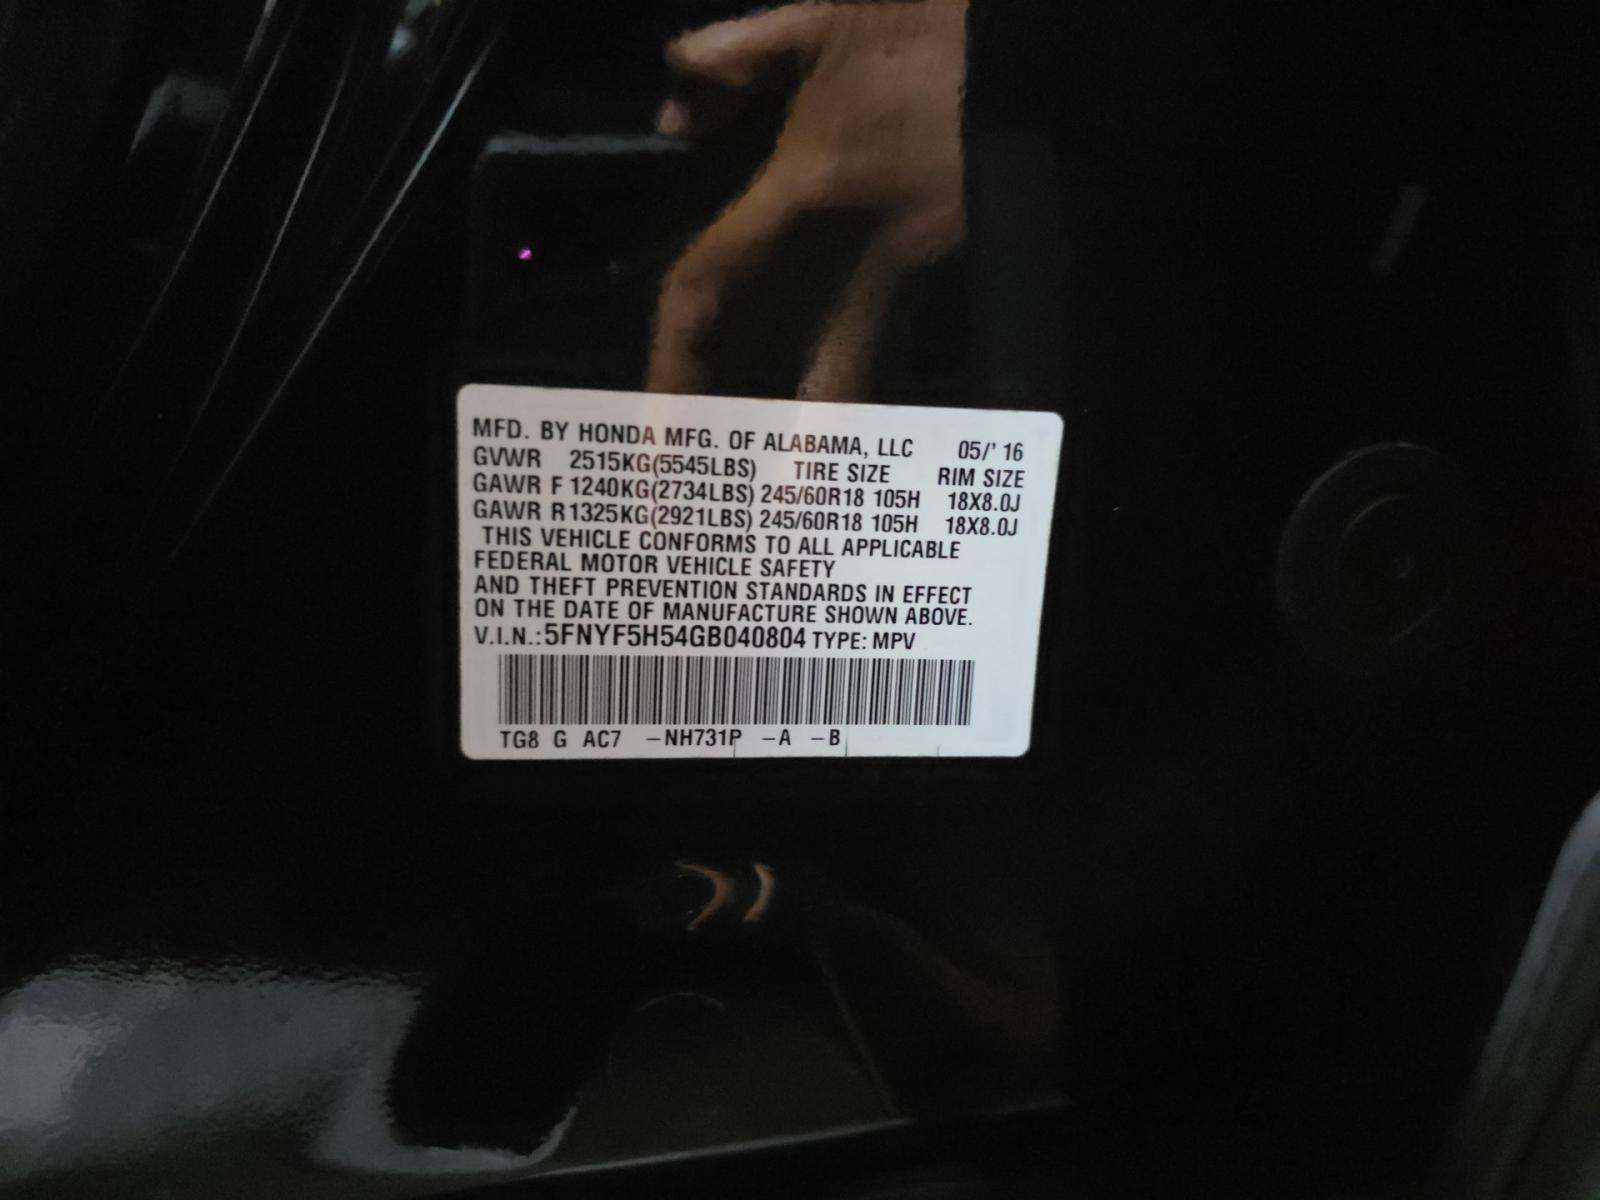 MFD. BY HONDA MFG. OF ALABAMA, LLC 05/' 16
GVWR 2515KG(5545LBS) TIRE SIZE RIM SIZE
GAWR F 1240KG(2734LBS) 245/60R18 105H 18X8.0J
GAWR R1325KG(2921LBS) 245/60R18 105H 18X8.0J
THIS VEHICLE CONFORMS TO ALL APPLICABLE
FEDERAL MOTOR VEHICLE SAFETY
AND THEFT PREVENTION STANDARDS IN EFFECT
ON THE DATE OF MANUFACTURE SHOWN ABOVE.
V.I.N.:5FNYF5H54GB040804 TYPE: MPV
TG8 G AC7 –NH731P –A –B